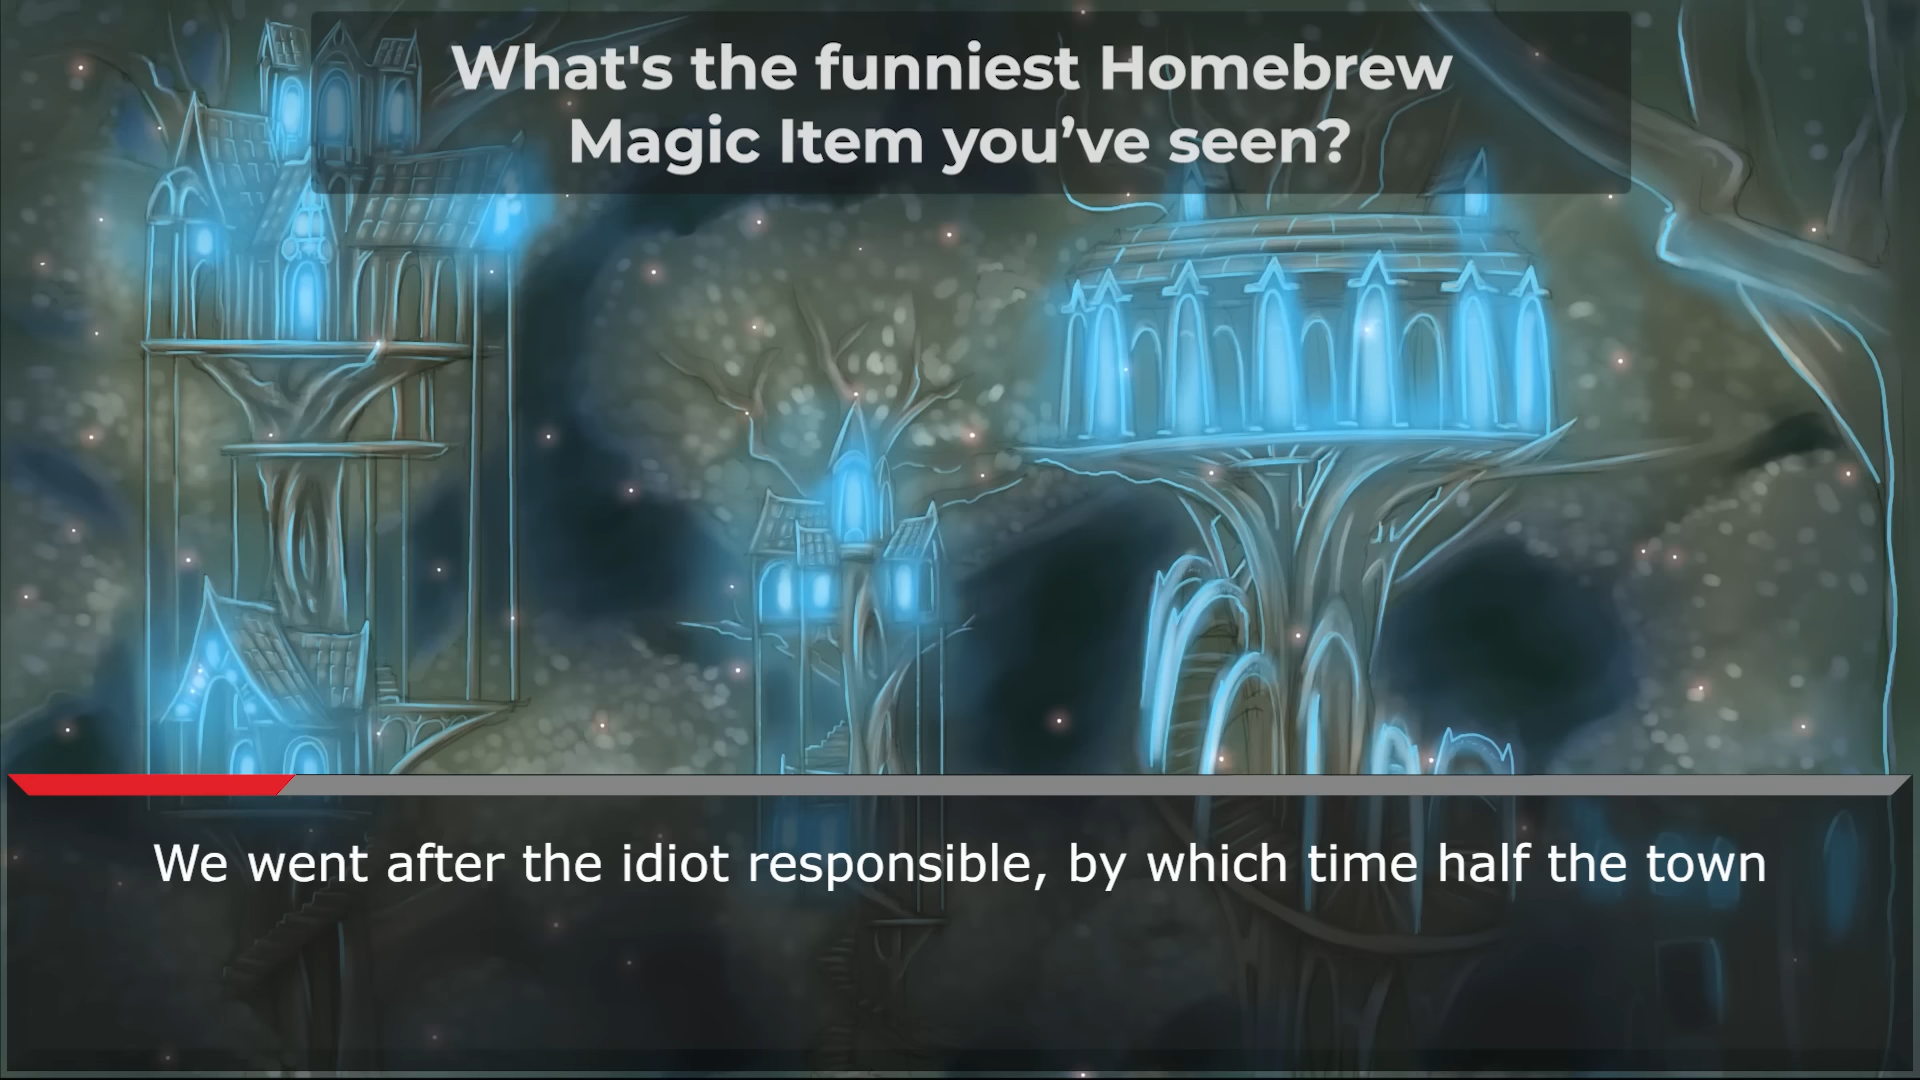 What's the funniest Homebrew
Magic Item you’ve seen?
We went after the idiot responsible, by which time half the town